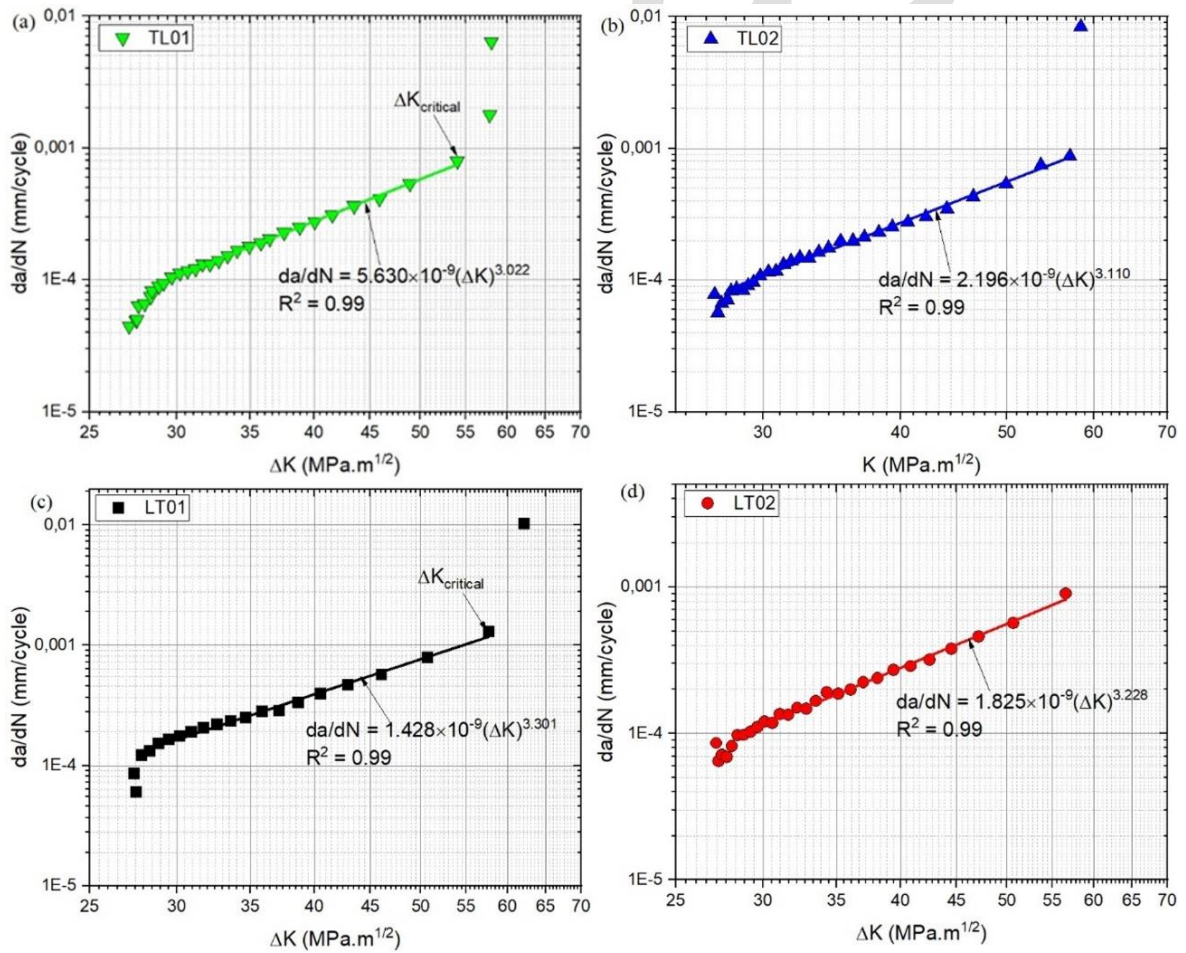 (a)
TL01
0,01
0,001
1E-4
1E-5
da/dN (mm/cycle)
ΔKcritical
da/dN = 5.630×10⁻⁹(ΔK)³·⁰²²
R² = 0.99
25 30 35 40 45 50 55 60 65 70
ΔK (MPa.m¹/²)
(b)
TL02
0,01
0,001
1E-4
1E-5
da/dN (mm/cycle)
da/dN = 2.196×10⁻⁹(ΔK)³·¹¹⁰
R² = 0.99
30 40 50 60 70
K (MPa.m¹/²)
(c)
LT01
0,01
0,001
1E-4
1E-5
da/dN (mm/cycle)
ΔKcritical
da/dN = 1.428×10⁻⁹(ΔK)³·³⁰¹
R² = 0.99
25 30 35 40 45 50 55 60 65 70
ΔK (MPa.m¹/²)
(d)
LT02
0,001
1E-4
1E-5
da/dN (mm/cycle)
da/dN = 1.825×10⁻⁹(ΔK)³·²²⁸
R² = 0.99
30 40 50 60 70
ΔK (MPa.m¹/²)